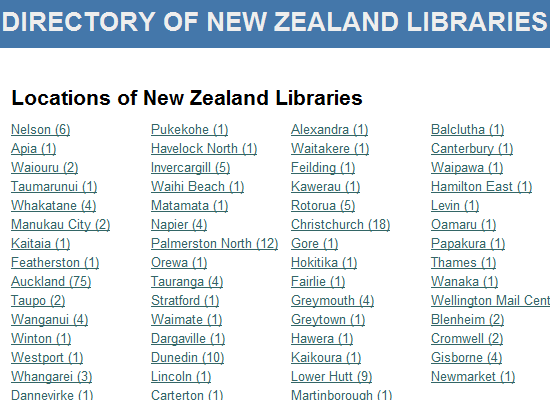 DIRECTORY OF NEW ZEALAND LIBRARIES
Locations of New Zealand Libraries
Nelson (6)
Apia (1)
Waiouru (2)
Taumarunui (1)
Whakatane (4)
Manukau City (2)
Kaitaia (1)
Featherston (1)
Auckland (75)
Taupo (2)
Wanganui (4)
Winton (1)
Westport (1)
Whangarei (3)
Dannevirke (1)
Pukekohe (1)
Havelock North (1)
Invercargill (5)
Waihi Beach (1)
Matamata (1)
Napier (4)
Palmerston North (12)
Orewa (1)
Tauranga (4)
Stratford (1)
Waimate (1)
Dargaville (1)
Dunedin (10)
Lincoln (1)
Carterton (1)
Alexandra (1)
Waitakere (1)
Feilding (1)
Kawerau (1)
Rotorua (5)
Christchurch (18)
Gore (1)
Hokitika (1)
Fairlie (1)
Greymouth (4)
Greytown (1)
Hawera (1)
Kaikoura (1)
Lower Hutt (9)
Martinborough (1)
Balclutha (1)
Canterbury (1)
Waipawa (1)
Hamilton East (1)
Levin (1)
Oamaru (1)
Papakura (1)
Thames (1)
Wanaka (1)
Wellington Mail Cent
Blenheim (2)
Cromwell (2)
Gisborne (4)
Newmarket (1)